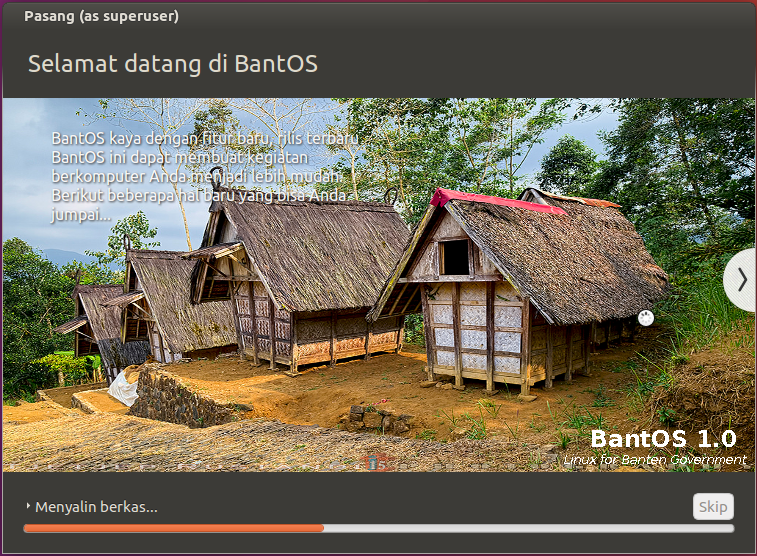 Pasang (as superuser)
Selamat datang di BantOS
BantOS kaya dengan fitur baru, rilis terbaru
BantOS ini dapat membuat kegiatan
berkomputer Anda menjadi lebih mudah.
Berikut beberapa hal baru yang bisa Anda
jumpai...
BantOS 1.0
Linux for Banten Government
Menyalin berkas...
Skip